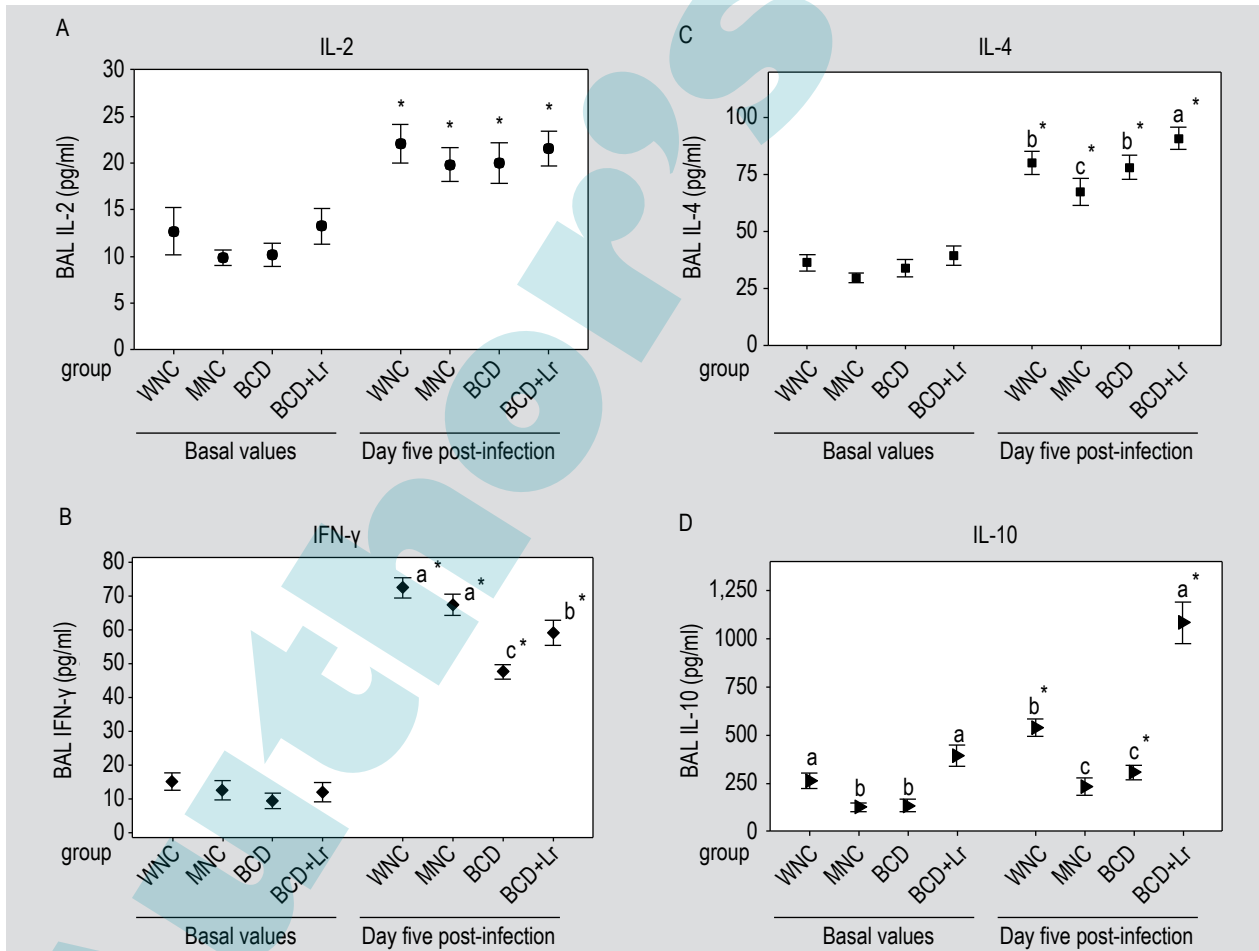 A
IL-2
30
25
20
15
10
5
0
BAL IL-2 (pg/ml)
* * * *
group
WNC MNC BCD BCD+Lr WNC MNC BCD BCD+Lr
Basal values Day five post-infection
C
IL-4
100
75
50
25
0
BAL IL-4 (pg/ml)
b* c* b* a*
group
WNC MNC BCD BCD+Lr WNC MNC BCD BCD+Lr
Basal values Day five post-infection
B
IFN-γ
80
70
60
50
40
30
20
10
0
BAL IFN-γ (pg/ml)
a* a* c* b*
group
WNC MNC BCD BCD+Lr WNC MNC BCD BCD+Lr
Basal values Day five post-infection
D
IL-10
1,250
1000
750
500
250
0
BAL IL-10 (pg/ml)
a b b a b* c c* a*
group
WNC MNC BCD BCD+Lr WNC MNC BCD BCD+Lr
Basal values Day five post-infection
uthor's